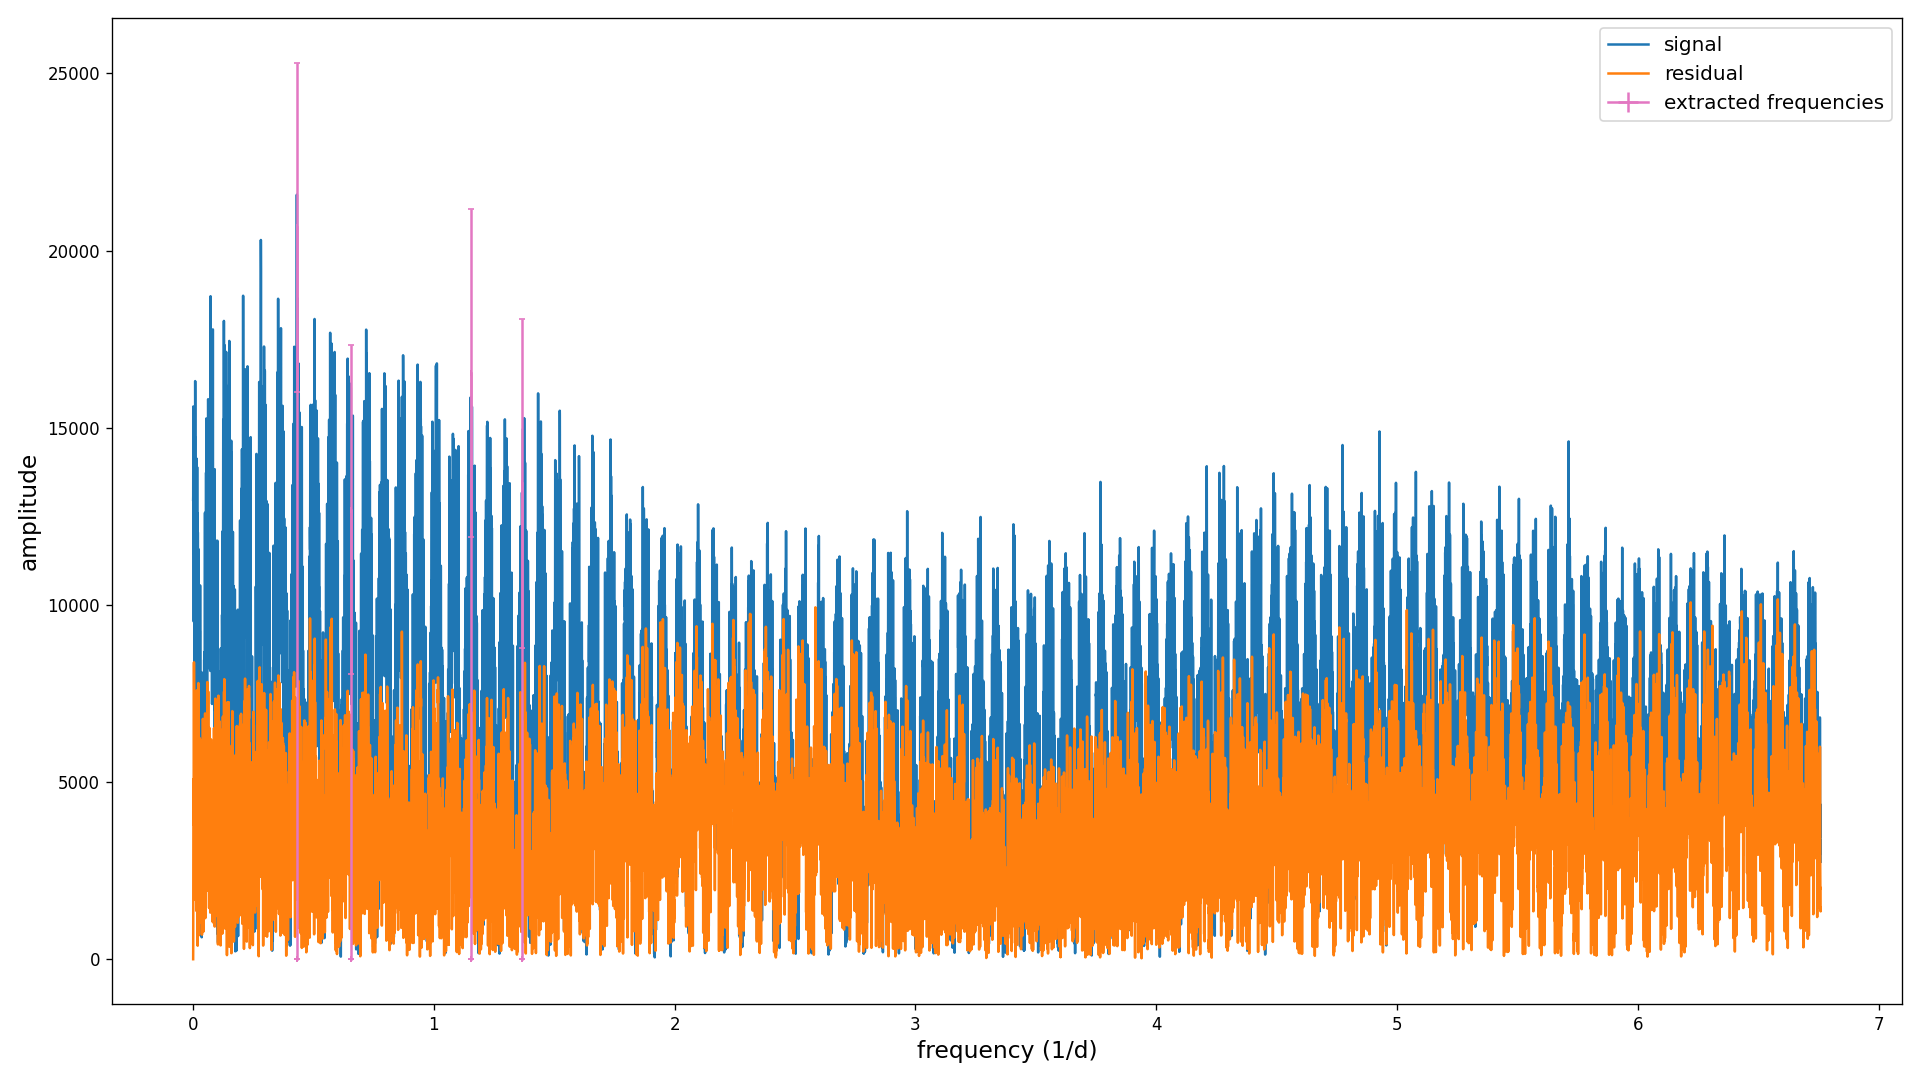 signal
residual
extracted frequencies
25000
20000
15000
10000
5000
0
amplitude
0 1 2 3 4 5 6 7
frequency (1/d)